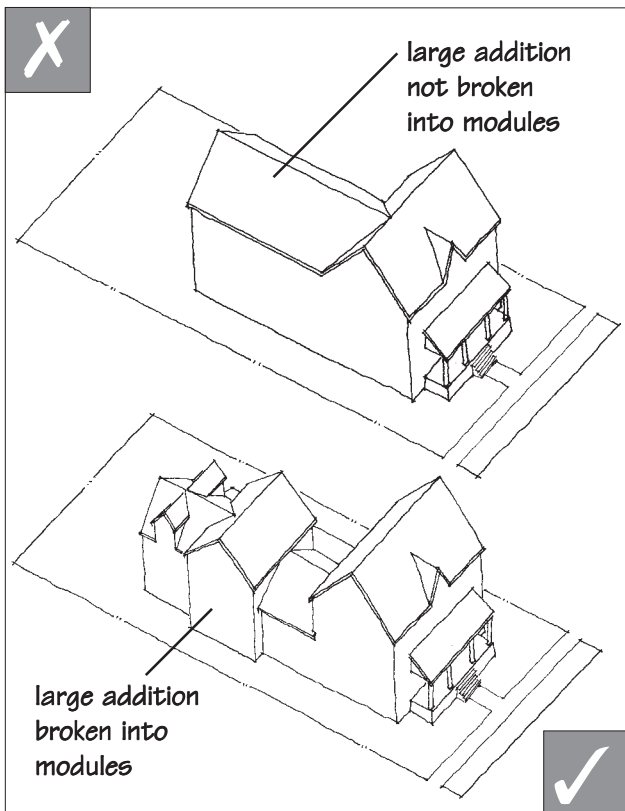 large addition
not broken
into modules
large addition
broken into
modules